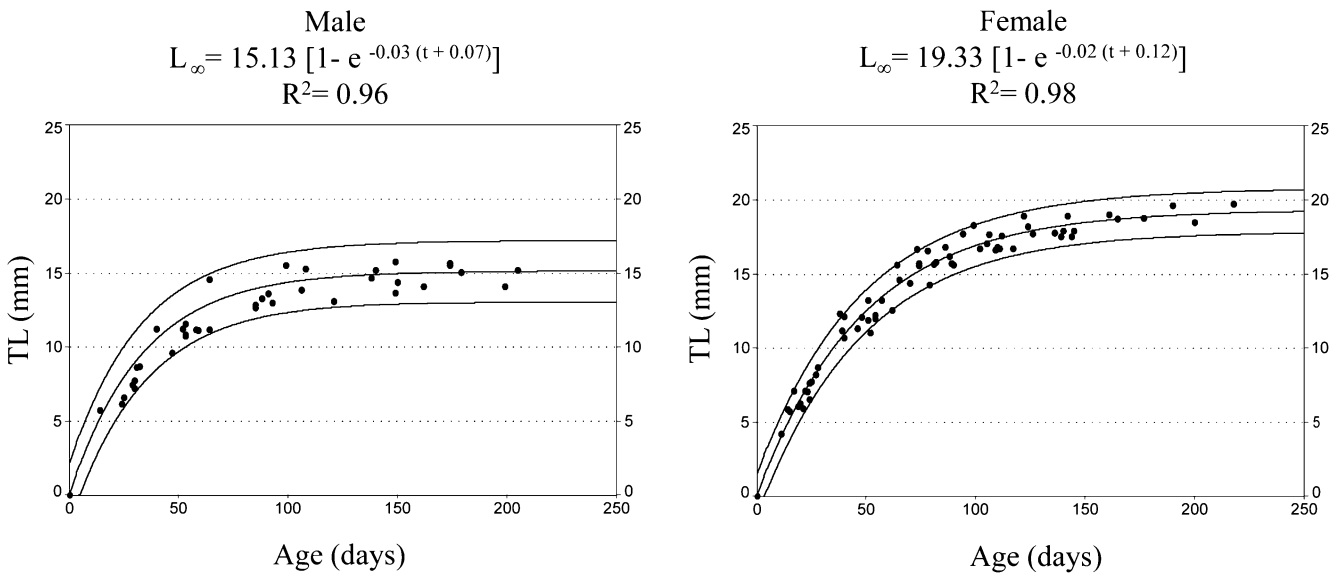 Male
L∞= 15.13 [1- e -0.03 (t + 0.07)]
R2= 0.96
25
20
15
10
5
0
25
20
15
10
5
0
0 50 100 150 200 250
TL (mm)
Age (days)
Female
L∞= 19.33 [1- e -0.02 (t + 0.12)]
R2= 0.98
25
20
15
10
5
0
25
20
15
10
5
0
0 50 100 150 200 250
TL (mm)
Age (days)